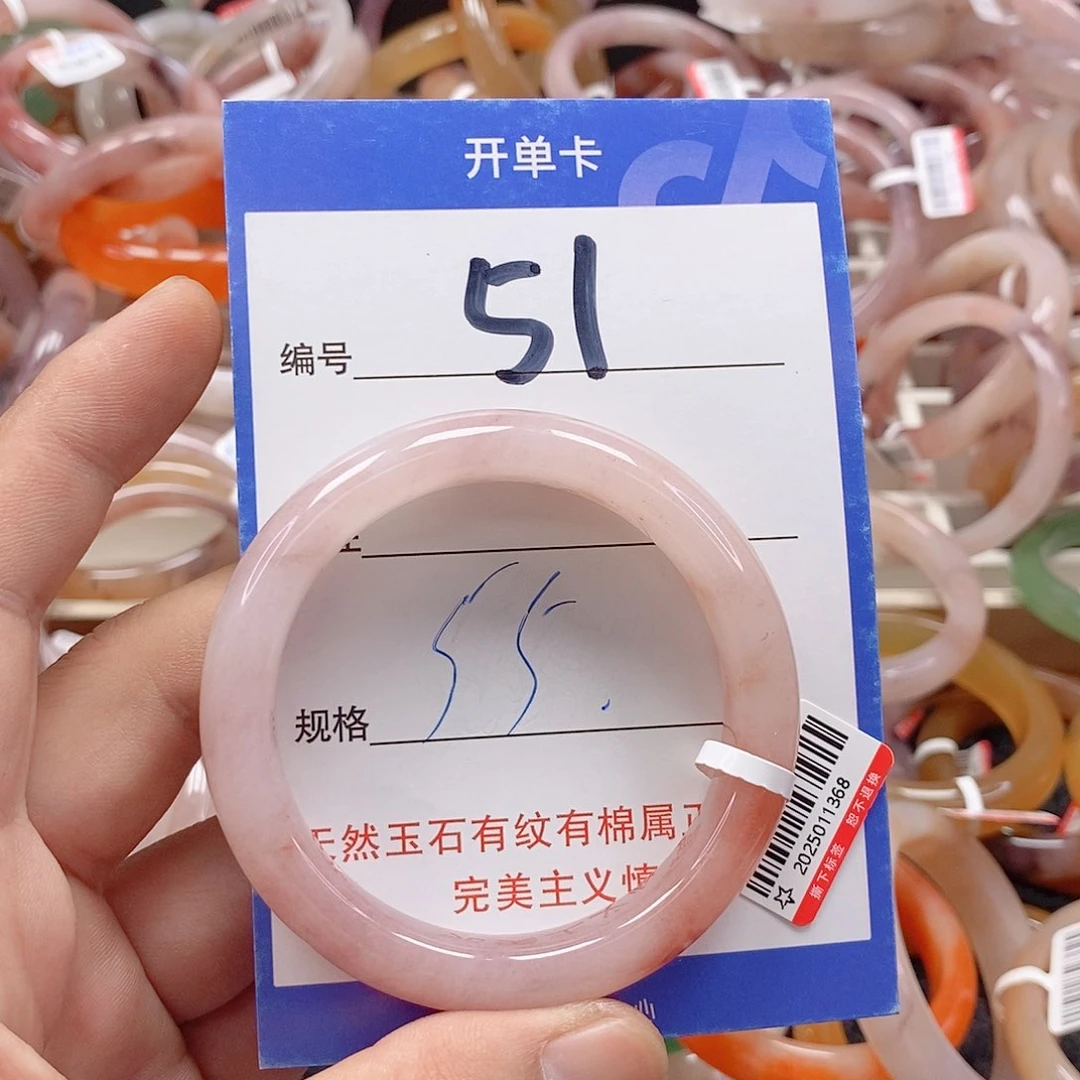 开单卡
编号 51
规格 55.
然玉石有纹有棉属
完美主义慎
2025011368
撕下标签 恕不退换